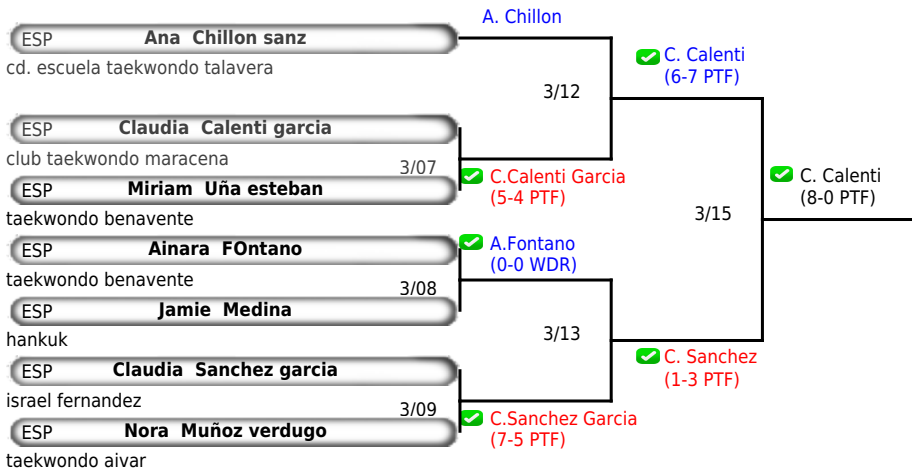 A. Chillon
ESP Ana Chillon sanz
cd. escuela taekwondo talavera
C. Calenti
(6-7 PTF)
3/12
ESP Claudia Calenti garcia
club taekwondo maracena
3/07
C.Calenti Garcia
(5-4 PTF)
ESP Miriam Uña esteban
taekwondo benavente
C. Calenti
(8-0 PTF)
3/15
ESP Ainara FOntano
taekwondo benavente
A.Fontano
(0-0 WDR)
3/08
ESP Jamie Medina
hankuk
3/13
C. Sanchez
(1-3 PTF)
ESP Claudia Sanchez garcia
israel fernandez
3/09
C.Sanchez Garcia
(7-5 PTF)
ESP Nora Muñoz verdugo
taekwondo aivar